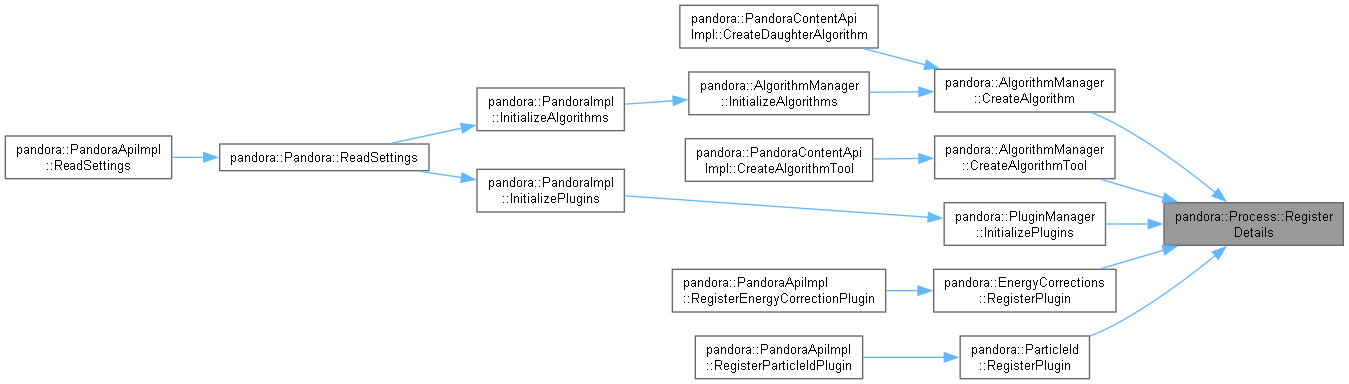 pandora::PandoraContentApi
Impl::CreateDaughterAlgorithm
pandora::AlgorithmManager
::CreateAlgorithm
pandora::AlgorithmManager
::InitializeAlgorithms
pandora::PandoraImpl
::InitializeAlgorithms
pandora::PandoraApiImpl
::ReadSettings
pandora::Pandora::ReadSettings
pandora::PandoraContentApi
Impl::CreateAlgorithmTool
pandora::AlgorithmManager
::CreateAlgorithmTool
pandora::PandoraImpl
::InitializePlugins
pandora::PluginManager
::InitializePlugins
pandora::Process::Register
Details
pandora::PandoraApiImpl
::RegisterEnergyCorrectionPlugin
pandora::EnergyCorrections
::RegisterPlugin
pandora::PandoraApiImpl
::RegisterParticleIdPlugin
pandora::ParticleId
::RegisterPlugin